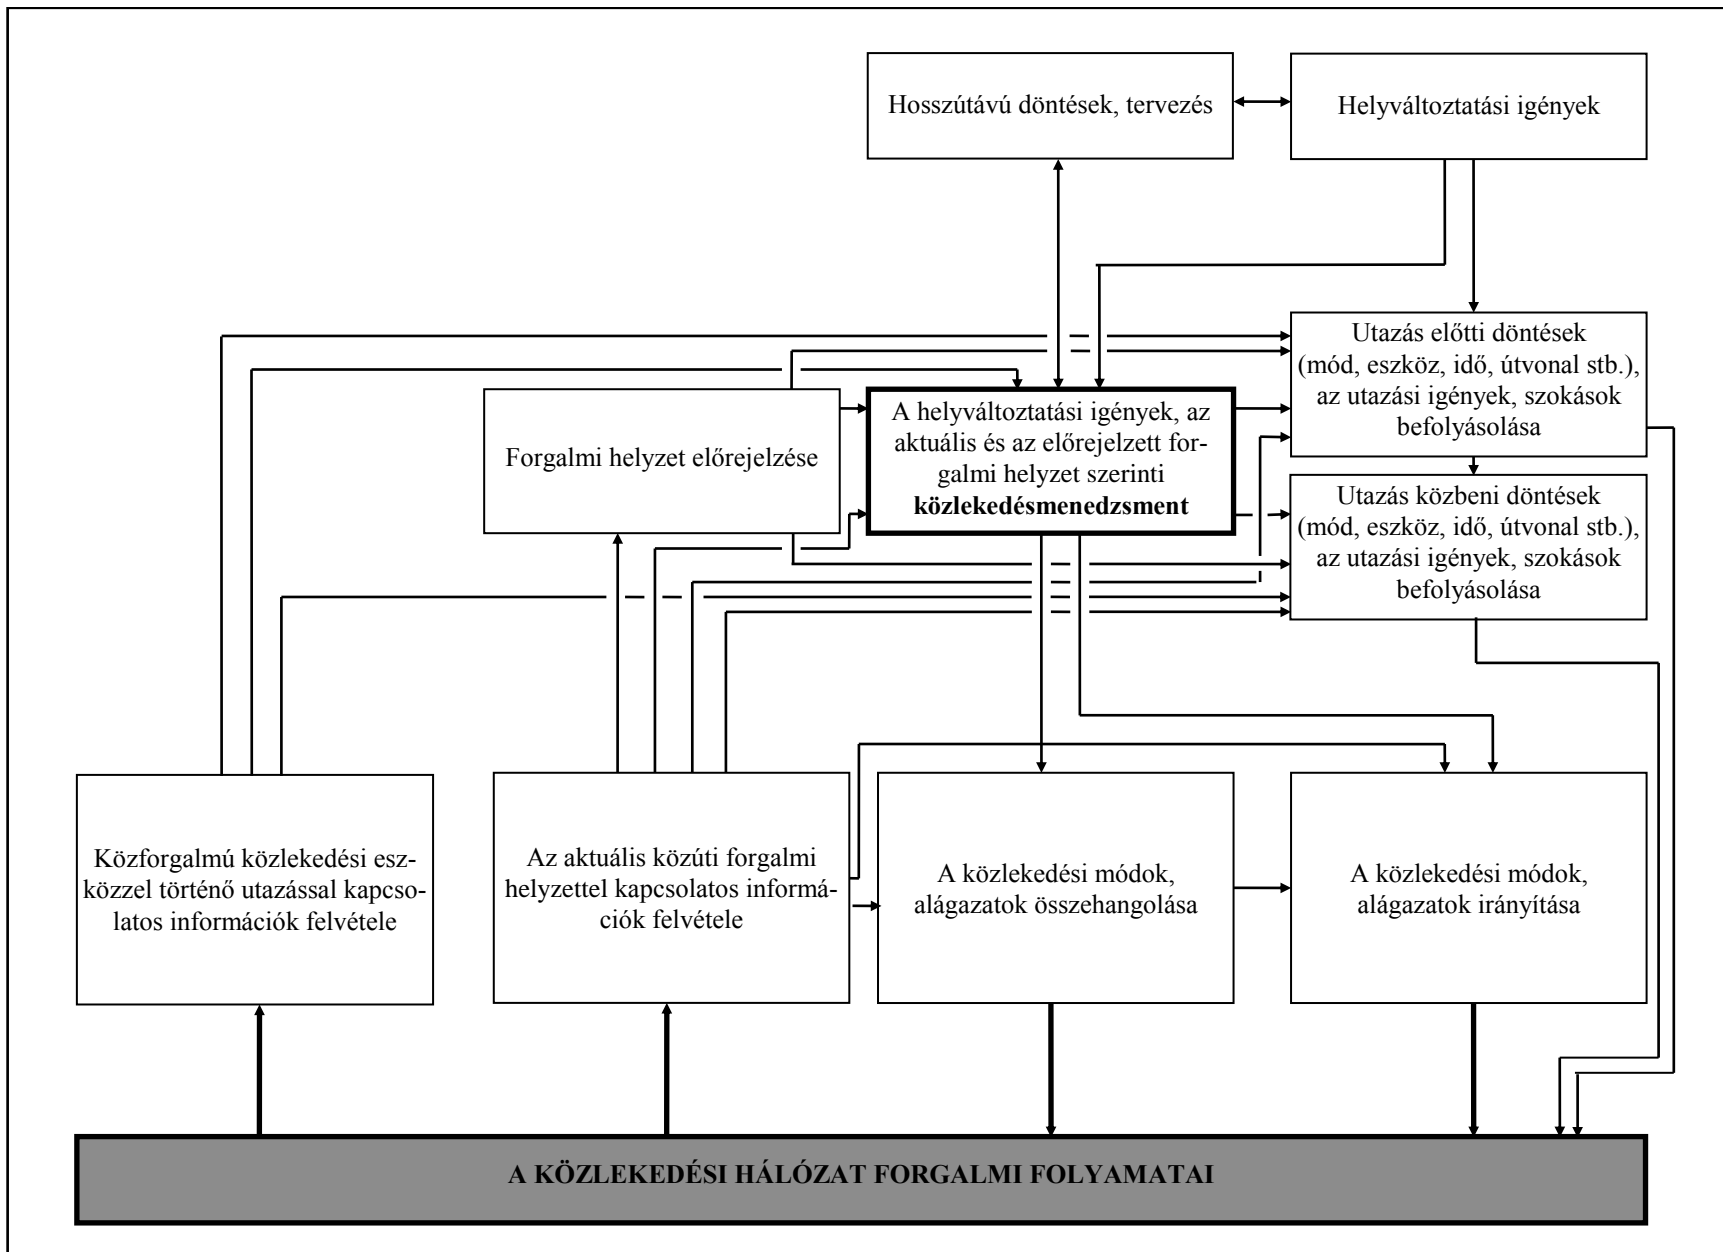 Hosszútávú döntések, tervezés
Helyváltoztatási igények
Utazás előtti döntések
(mód, eszköz, idő, útvonal stb.),
az utazási igények, szokások
befolyásolása
Forgalmi helyzet előrejelzése
A helyváltoztatási igények, az
aktuális és az előrejelzett for-
galmi helyzet szerinti
közlekedésmenedzsment
Utazás közbeni döntések
(mód, eszköz, idő, útvonal stb.),
az utazási igények, szokások
befolyásolása
Közforgalmú közlekedési esz-
közzel történő utazással kapcso-
latos információk felvétele
Az aktuális közúti forgalmi
helyzettel kapcsolatos informá-
ciók felvétele
A közlekedési módok,
alágazatok összehangolása
A közlekedési módok,
alágazatok irányítása
A KÖZLEKEDÉSI HÁLÓZAT FORGALMI FOLYAMATAI